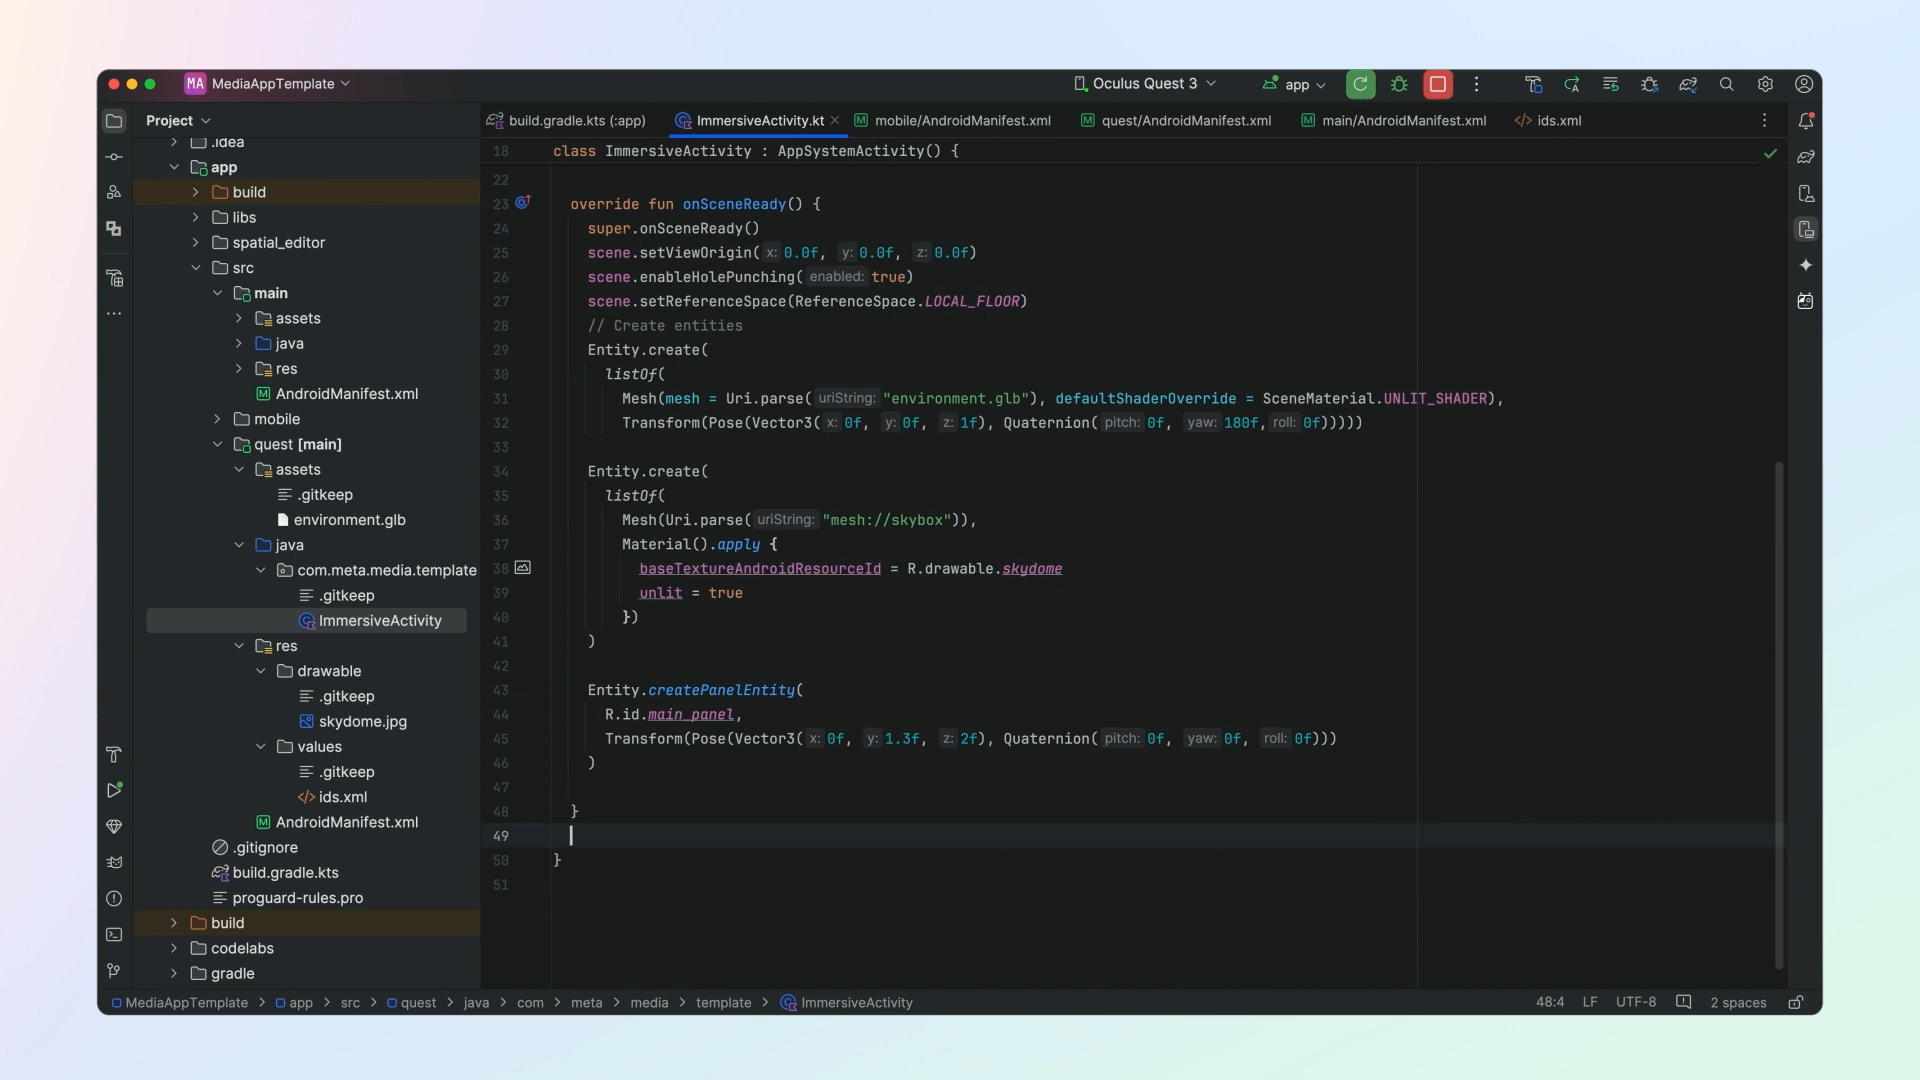 MA MediaAppTemplate
Oculus Quest 3
app
Project
build.gradle.kts (:app)
ImmersiveActivity.kt
mobile/AndroidManifest.xml
quest/AndroidManifest.xml
main/AndroidManifest.xml
ids.xml
.idea
app
build
libs
spatial_editor
src
main
assets
java
res
AndroidManifest.xml
mobile
quest [main]
assets
.gitkeep
environment.glb
java
com.meta.media.template
.gitkeep
ImmersiveActivity
res
drawable
.gitkeep
skydome.jpg
values
.gitkeep
ids.xml
AndroidManifest.xml
.gitignore
build.gradle.kts
proguard-rules.pro
build
codelabs
gradle
18 class ImmersiveActivity : AppSystemActivity() {
22
23 override fun onSceneReady() {
24 super.onSceneReady()
25 scene.setViewOrigin( x: 0.0f, y: 0.0f, z: 0.0f)
26 scene.enableHolePunching( enabled: true)
27 scene.setReferenceSpace(ReferenceSpace.LOCAL_FLOOR)
28 // Create entities
29 Entity.create(
30 listOf(
31 Mesh(mesh = Uri.parse( uriString: "environment.glb"), defaultShaderOverride = SceneMaterial.UNLIT_SHADER),
32 Transform(Pose(Vector3( x: 0f, y: 0f, z: 1f), Quaternion( pitch: 0f, yaw: 180f, roll: 0f)))))
33
34 Entity.create(
35 listOf(
36 Mesh(Uri.parse( uriString: "mesh://skybox")),
37 Material().apply {
38 baseTextureAndroidResourceId = R.drawable.skydome
39 unlit = true
40 })
41 )
42
43 Entity.createPanelEntity(
44 R.id.main_panel,
45 Transform(Pose(Vector3( x: 0f, y: 1.3f, z: 2f), Quaternion( pitch: 0f, yaw: 0f, roll: 0f)))
46 )
47
48 }
49
50 }
51
MediaAppTemplate > app > src > quest > java > com > meta > media > template > ImmersiveActivity
48:4 LF UTF-8 2 spaces